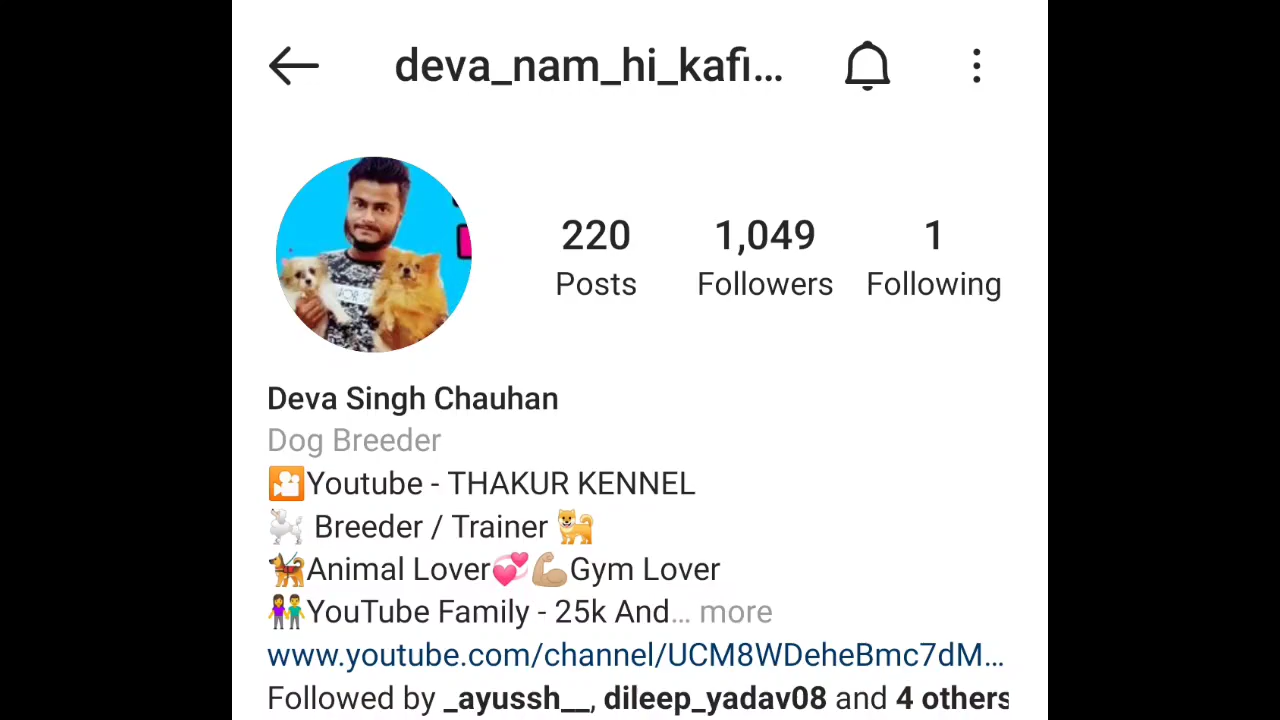 deva_nam_hi_kafi...
220 1,049 1
Posts Followers Following
Deva Singh Chauhan
Dog Breeder
🎦Youtube - THAKUR KENNEL
🐩 Breeder / Trainer 🐕
🐕‍🦺Animal Lover💞💪🏼Gym Lover
👫YouTube Family - 25k And... more
www.youtube.com/channel/UCM8WDeheBmc7dM...
Followed by _ayussh__, dileep_yadav08 and 4 others